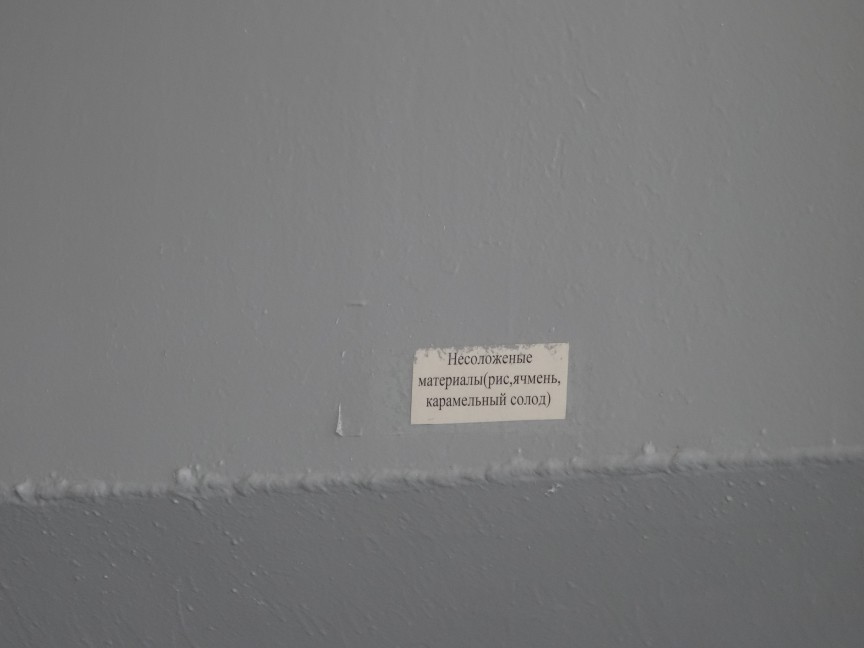 Несоложеные
материалы(рис,ячмень,
карамельный солод)